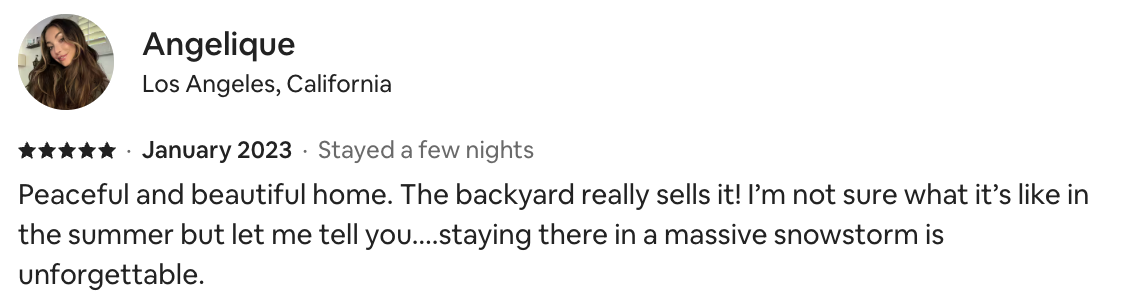 Angelique
Los Angeles, California
★★★★★ · January 2023 · Stayed a few nights
Peaceful and beautiful home. The backyard really sells it! I’m not sure what it’s like in
the summer but let me tell you....staying there in a massive snowstorm is
unforgettable.